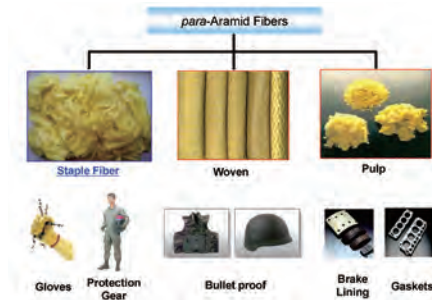 para-Aramid Fibers
Staple Fiber
Woven
Pulp
Gloves
Protection
Gear
Bullet proof
Brake
Lining
Gaskets